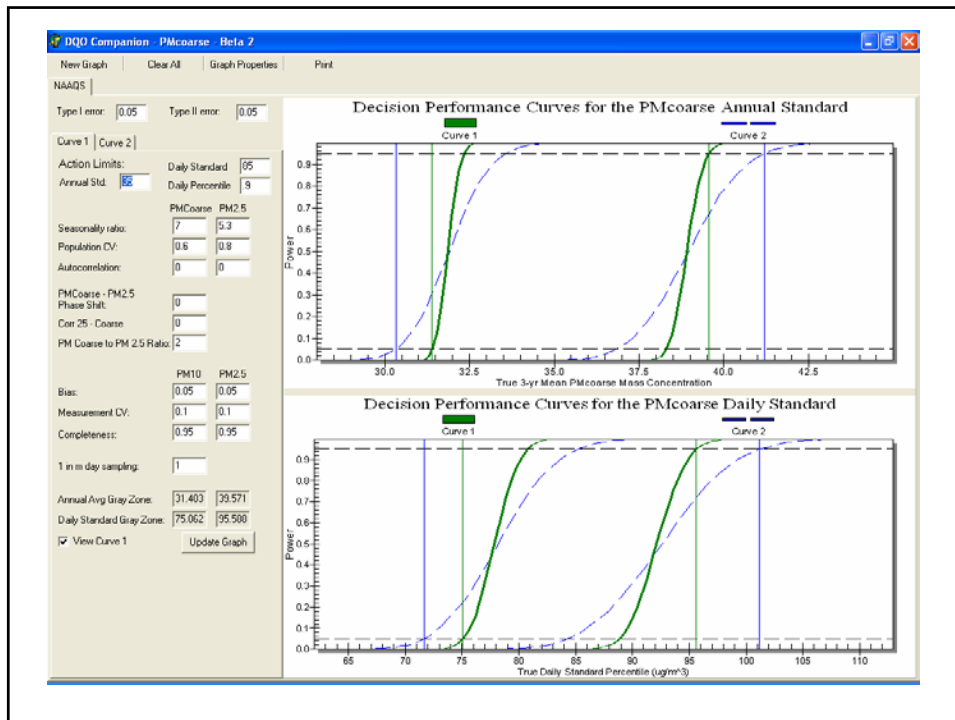 DQO Companion - PMcoarse - Beta 2
New Graph Clear All Graph Properties Print
NAAQS
Type I error: 0.05 Type II error: 0.05
Curve 1 Curve 2
Action Limits: Daily Standard 85
Annual Std. 35 Daily Percentile .9
PMCoarse PM2.5
Seasonality ratio: 7 5.3
Population CV: 0.6 0.8
Autocorrelation: 0 0
PMCoarse - PM2.5
Phase Shift: 0
Corr 25 - Coarse 0
PM Coarse to PM 2.5 Ratio: 2
PM10 PM2.5
Bias: 0.05 0.05
Measurement CV: 0.1 0.1
Completeness: 0.95 0.95
1 in m day sampling: 1
Annual Avg Gray Zone: 31.403 39.571
Daily Standard Gray Zone: 75.062 95.580
View Curve 1 Update Graph
Decision Performance Curves for the PMcoarse Annual Standard
Curve 1 Curve 2
0.9
0.8
0.7
0.6
0.5
0.4
0.3
0.2
0.1
0.0
Power
30.0 32.5 35.0 37.5 40.0 42.5
True 3-yr Mean PMcoarse Mass Concentration
Decision Performance Curves for the PMcoarse Daily Standard
Curve 1 Curve 2
0.9
0.8
0.7
0.6
0.5
0.4
0.3
0.2
0.1
0.0
Power
65 70 75 80 85 90 95 100 105 110
True Daily Standard Percentile (ug/m^3)